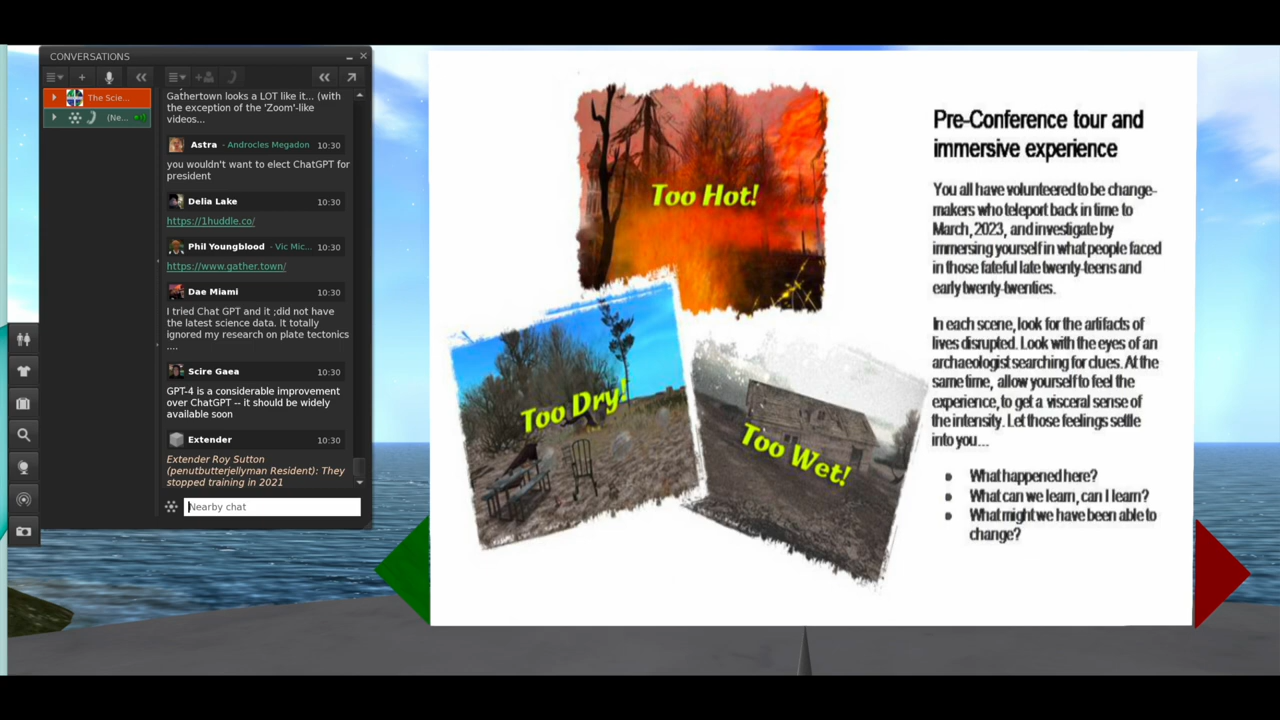 CONVERSATIONS
The Scie...
(Ne...
Gathertown looks a LOT like it... (with
the exception of the 'Zoom'-like
videos...
Astra - Androcles Megadon 10:30
you wouldn't want to elect ChatGPT for
president
Delia Lake 10:30
https://1huddle.co/
Phil Youngblood - Vic Mic... 10:30
https://www.gather.town/
Dae Miami 10:30
I tried Chat GPT and it ;did not have
the latest science data. it totally
ignored my research on plate tectonics
....
Scire Gaea 10:30
GPT-4 is a considerable improvement
over ChatGPT -- it should be widely
available soon
Extender 10:30
Extender Roy Sutton
(penutbutterjellyman Resident): They
stopped training in 2021
Nearby chat
Too Hot!
Too Dry!
Too Wet!
Pre-Conference tour and
immersive experience
You all have volunteered to be change-
makers who teleport back in time to
March, 2023, and investigate by
immersing yourself in what people faced
in those fateful late twenty-teens and
early twenty-twenties.
In each scene, look for the artifacts of
lives disrupted. Look with the eyes of an
archaeologist searching for clues. At the
same time, allow yourself to feel the
experience, to get a visceral sense of
the intensity. Let those feelings settle
into you...
• What happened here?
• What can we learn, can I learn?
• What might we have been able to
change?